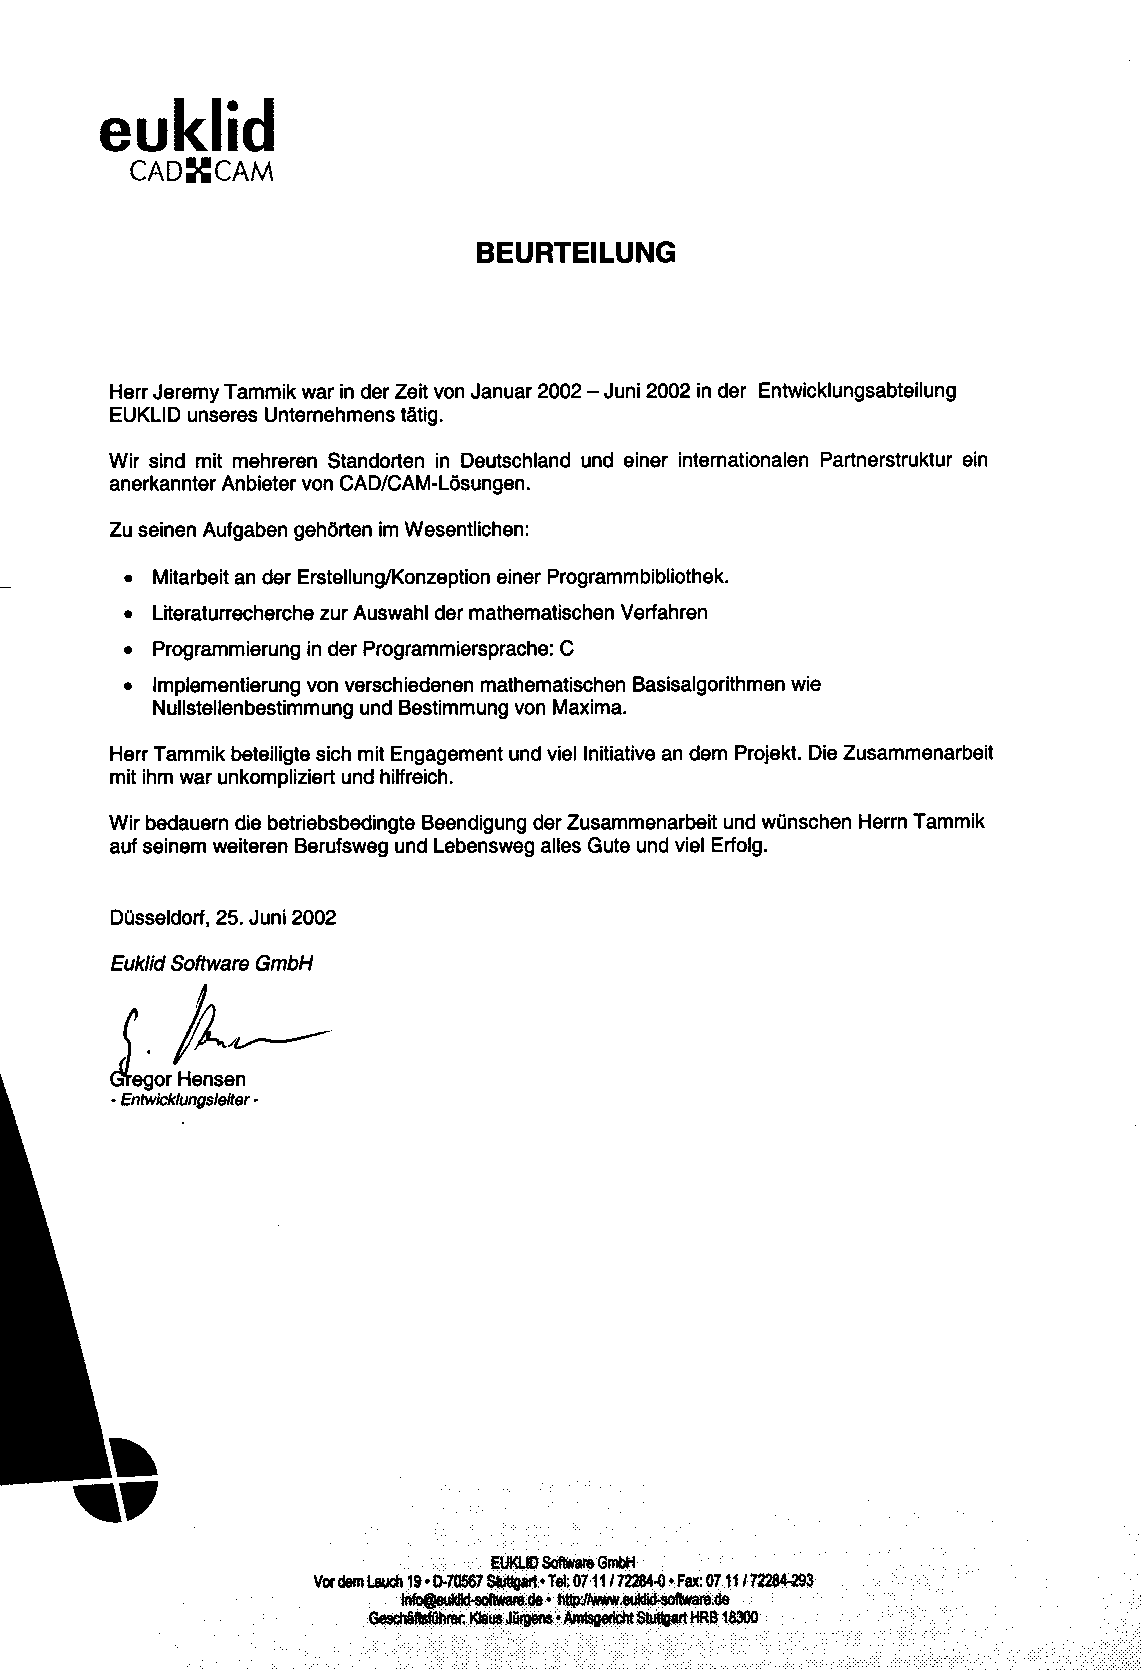 euklid
CAD CAM
BEURTEILUNG
Herr Jeremy Tammik war in der Zeit von Januar 2002 – Juni 2002 in der Entwicklungsabteilung
EUKLID unseres Unternehmens tätig.
Wir sind mit mehreren Standorten in Deutschland und einer internationalen Partnerstruktur ein
anerkannter Anbieter von CAD/CAM-Lösungen.
Zu seinen Aufgaben gehörten im Wesentlichen:
• Mitarbeit an der Erstellung/Konzeption einer Programmbibliothek.
• Literaturrecherche zur Auswahl der mathematischen Verfahren
• Programmierung in der Programmiersprache: C
• Implementierung von verschiedenen mathematischen Basisalgorithmen wie
Nullstellenbestimmung und Bestimmung von Maxima.
Herr Tammik beteiligte sich mit Engagement und viel Initiative an dem Projekt. Die Zusammenarbeit
mit ihm war unkompliziert und hilfreich.
Wir bedauern die betriebsbedingte Beendigung der Zusammenarbeit und wünschen Herrn Tammik
auf seinem weiteren Berufsweg und Lebensweg alles Gute und viel Erfolg.
Düsseldorf, 25. Juni 2002
Euklid Software GmbH
Gregor Hensen
- Entwicklungsleiter -
EUKLID Software GmbH
Vor dem Lauch 19 • D-70567 Stuttgart • Tel: 07 11 / 72284-0 • Fax: 07 11 / 72284-293
info@euklid-software.de • http://www.euklid-software.de
Geschäftsführer: Klaus Jürgens • Amtsgericht Stuttgart HRB 18300